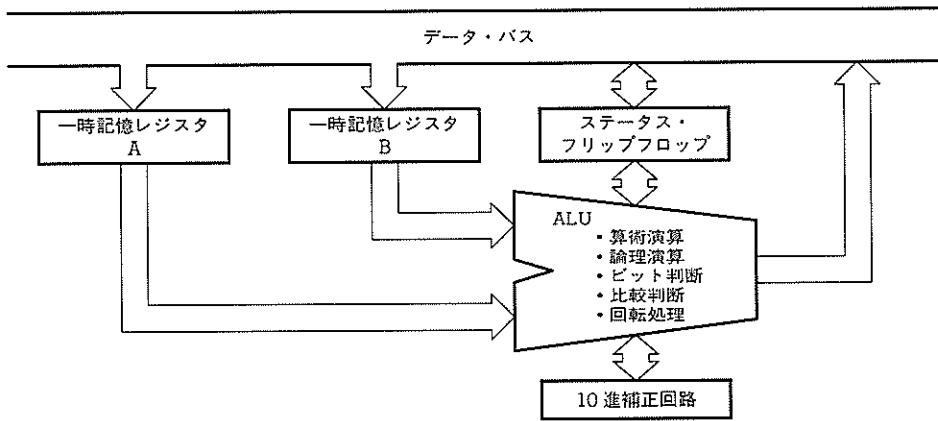 データ・バス
一時記憶レジスタ
A
一時記憶レジスタ
B
ステータス・
フリップフロップ
ALU
・算術演算
・論理演算
・ビット判断
・比較判断
・回転処理
10進補正回路